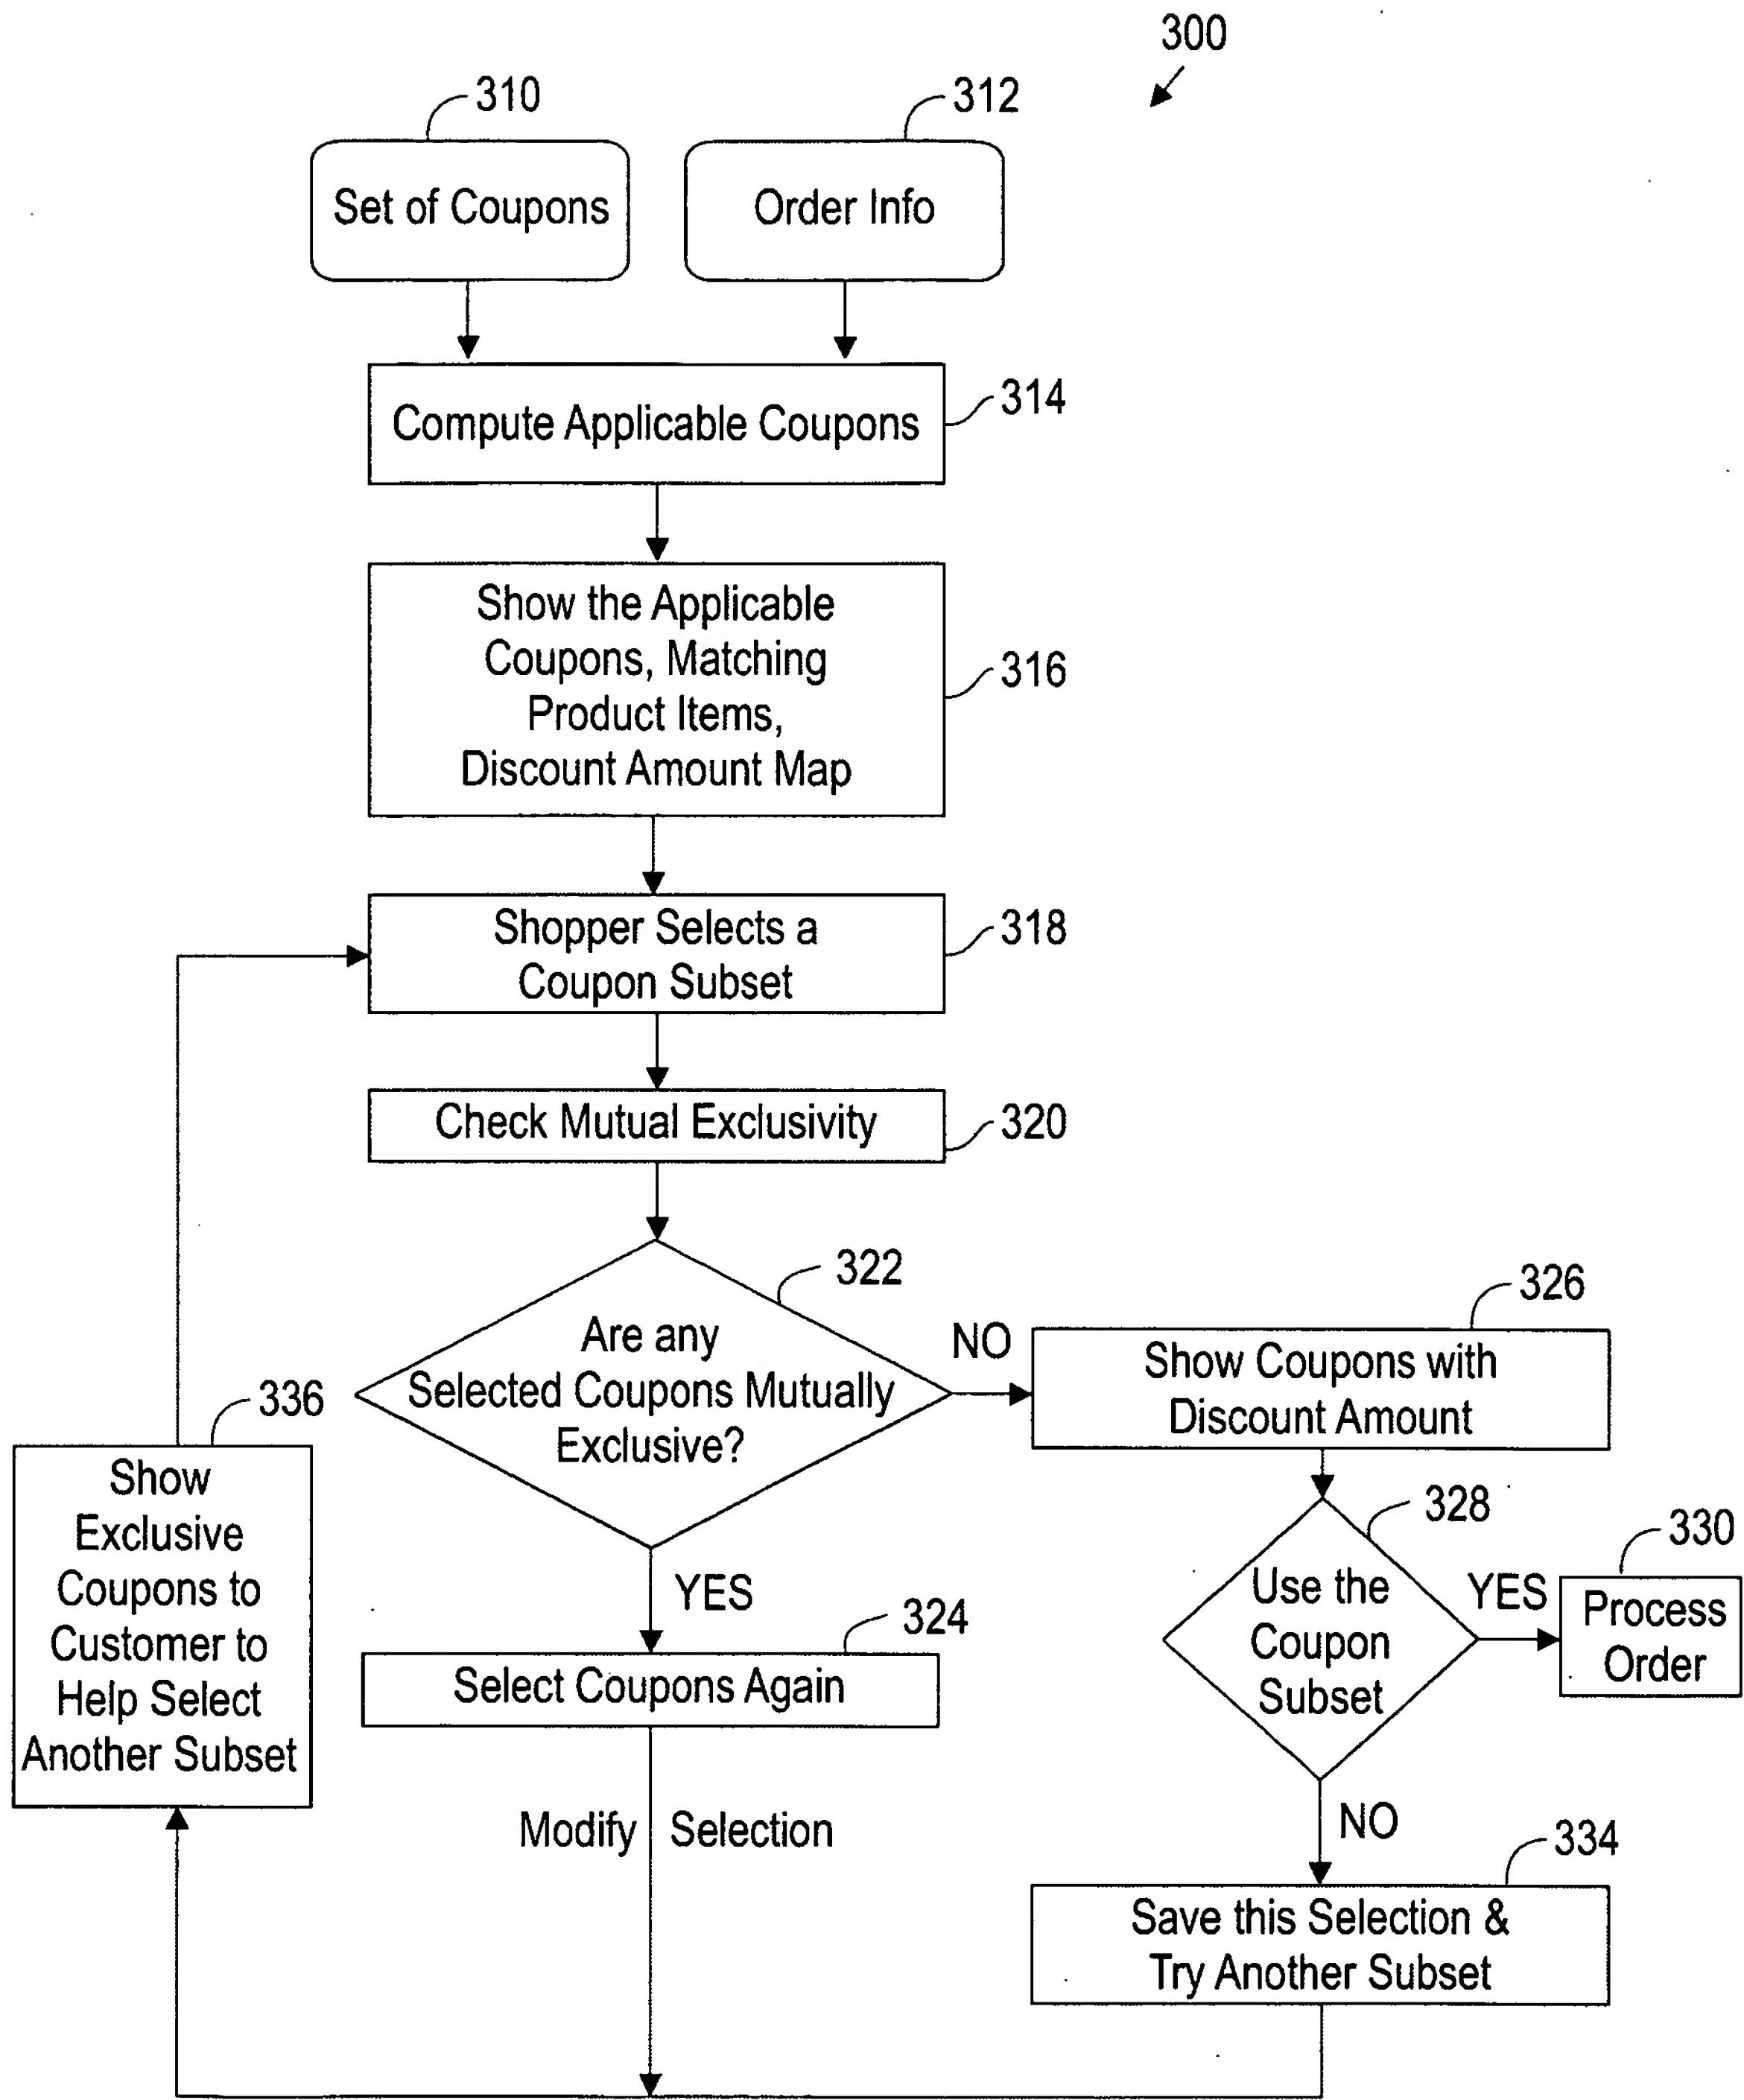 300
310
312
Set of Coupons
Order Info
Compute Applicable Coupons
314
Show the Applicable
Coupons, Matching
Product Items,
Discount Amount Map
316
Shopper Selects a
Coupon Subset
318
Check Mutual Exclusivity
320
322
Are any
Selected Coupons Mutually
Exclusive?
NO
326
Show Coupons with
Discount Amount
336
Show
Exclusive
Coupons to
Customer to
Help Select
Another Subset
YES
324
Select Coupons Again
328
Use the
Coupon
Subset
YES
330
Process
Order
Modify Selection
NO
334
Save this Selection &
Try Another Subset